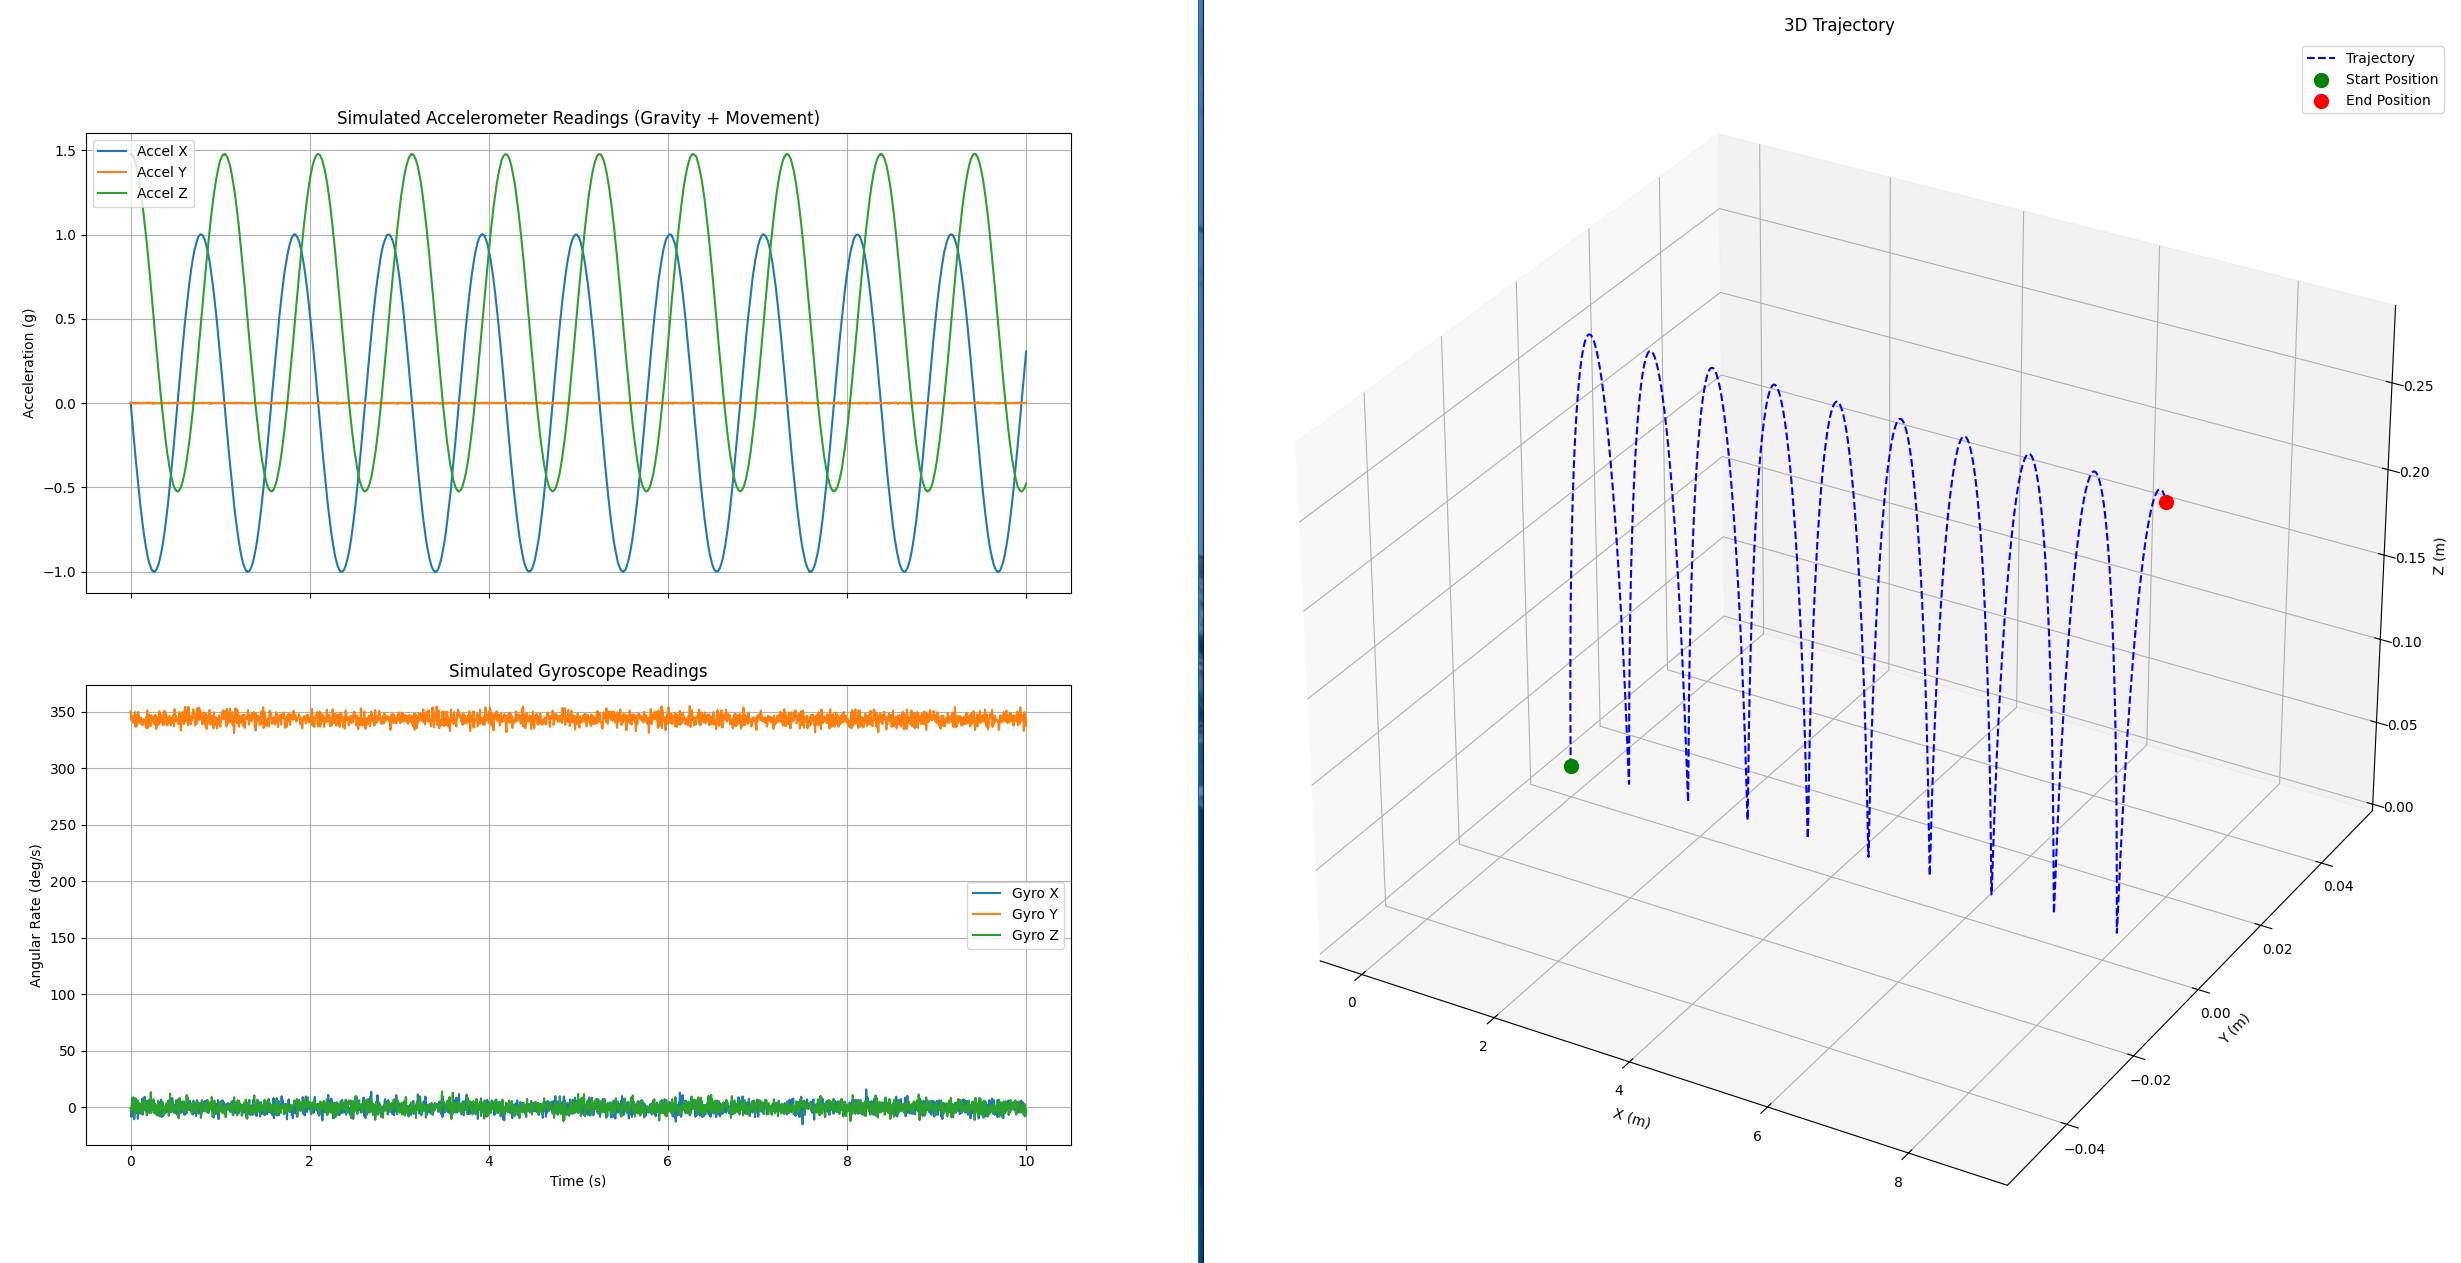 Simulated Accelerometer Readings (Gravity + Movement)
Accel X
Accel Y
Accel Z
1.5
1.0
0.5
0.0
−0.5
−1.0
Acceleration (g)
Simulated Gyroscope Readings
350
300
250
200
150
100
50
0
Angular Rate (deg/s)
Gyro X
Gyro Y
Gyro Z
0 2 4 6 8 10
Time (s)
3D Trajectory
Trajectory
Start Position
End Position
0.25
0.20
0.15
0.10
0.05
0.00
Z (m)
0.04
0.02
0.00
−0.02
−0.04
Y (m)
0
2
4
6
8
X (m)